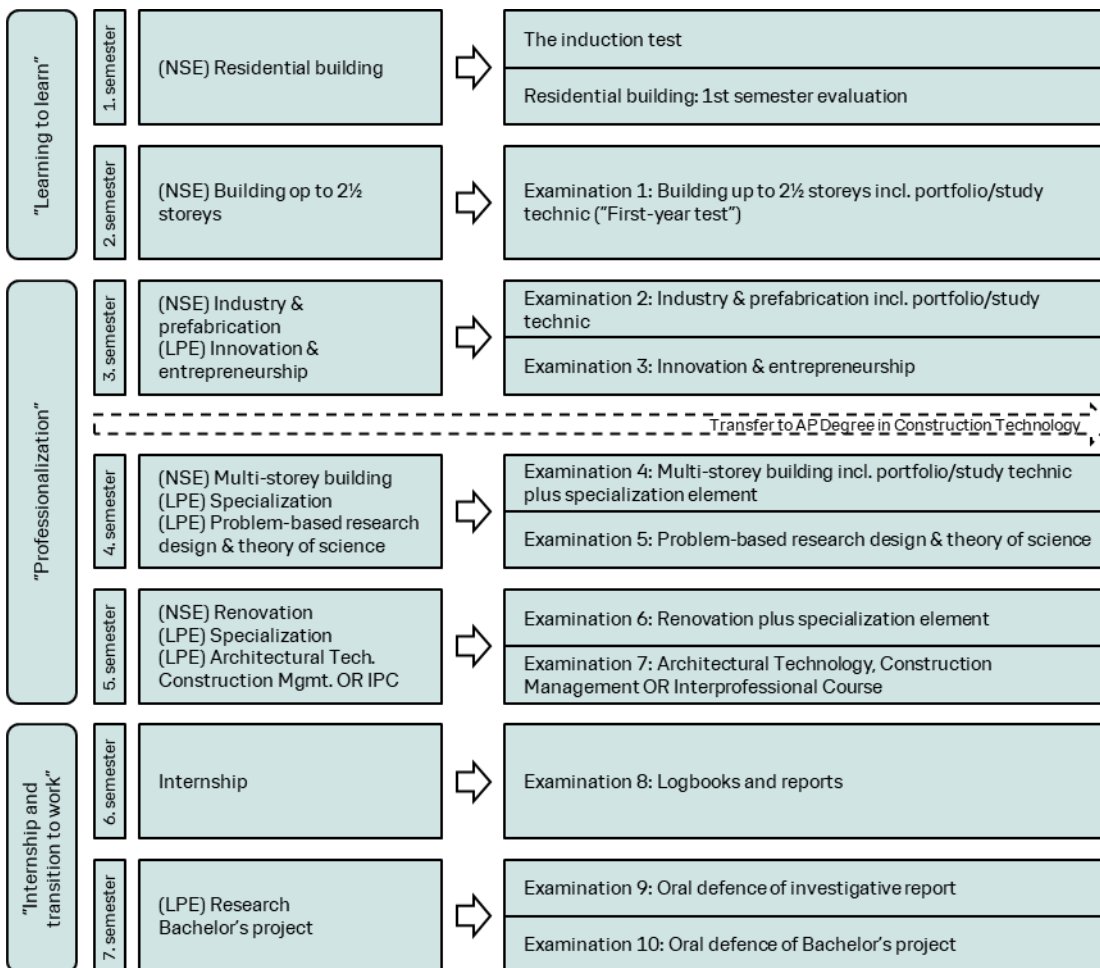 "Learning to learn"
1. semester
(NSE) Residential building
The induction test
Residential building: 1st semester evaluation
2. semester
(NSE) Building op to 2½
storeys
Examination 1: Building up to 2½ storeys incl. portfolio/study
technic ("First-year test")
"Professionalization"
3. semester
(NSE) Industry &
prefabrication
(LPE) Innovation &
entrepreneurship
Examination 2: Industry & prefabrication incl. portfolio/study
technic
Examination 3: Innovation & entrepreneurship
Transfer to AP Degree in Construction Technology
4. semester
(NSE) Multi-storey building
(LPE) Specialization
(LPE) Problem-based research
design & theory of science
Examination 4: Multi-storey building incl. portfolio/study technic
plus specialization element
Examination 5: Problem-based research design & theory of science
5. semester
(NSE) Renovation
(LPE) Specialization
(LPE) Architectural Tech.
Construction Mgmt. OR IPC
Examination 6: Renovation plus specialization element
Examination 7: Architectural Technology, Construction
Management OR Interprofessional Course
"Internship and
transition to work"
6. semester
Internship
Examination 8: Logbooks and reports
7. semester
(LPE) Research
Bachelor's project
Examination 9: Oral defence of investigative report
Examination 10: Oral defence of Bachelor's project